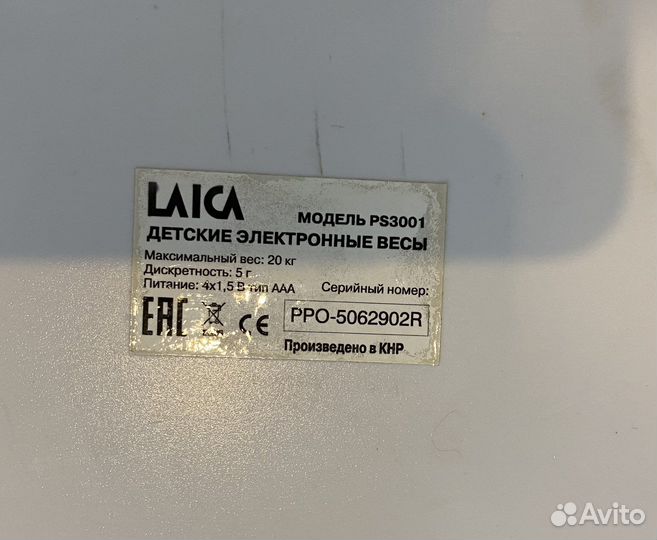 LAICA
МОДЕЛЬ PS3001
ДЕТСКИЕ ЭЛЕКТРОННЫЕ ВЕСЫ
Максимальный вес: 20 кг
Дискретность: 5 г
Питание: 4x1,5 В тип ААА
Серийный номер:
EAC CE
PPO-5062902R
Произведено в КНР
Avito